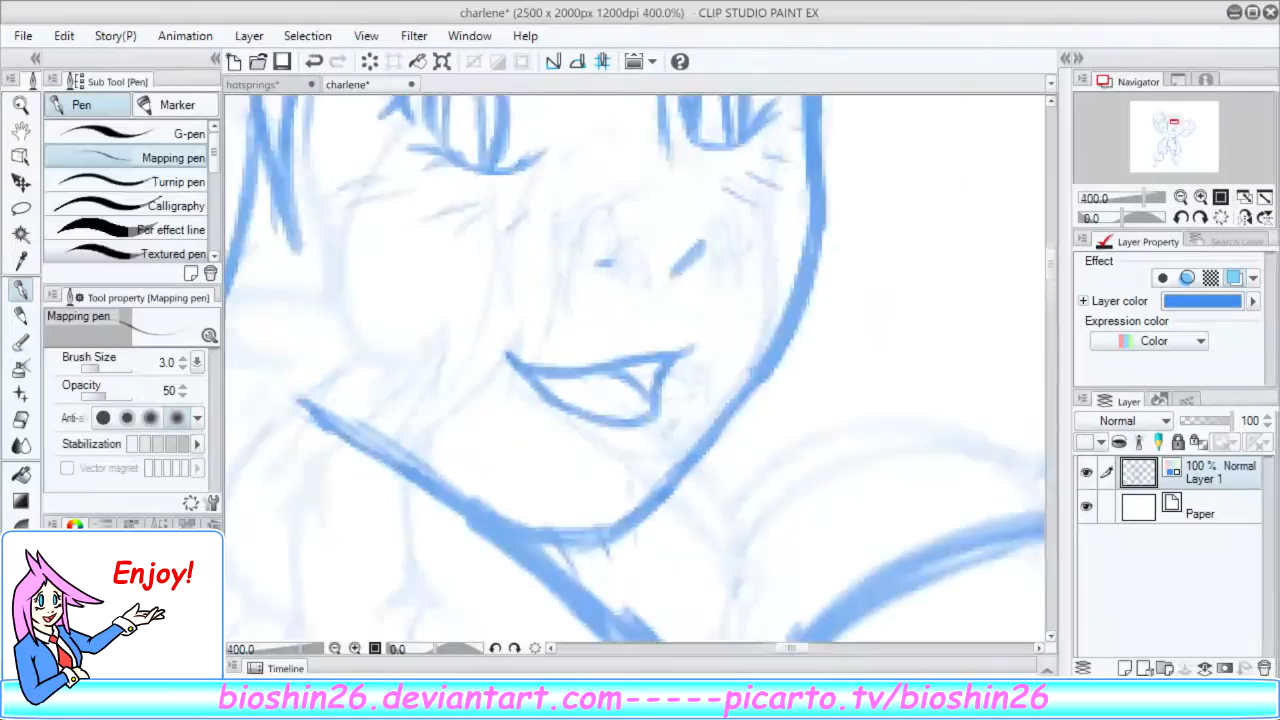 charlene* (2500 x 2000px 1200dpi 400.0%) - CLIP STUDIO PAINT EX
File Edit Story(P) Animation Layer Selection View Filter Window Help
Sub Tool [Pen]
Pen Marker
G-pen
Mapping pen
Turnip pen
Calligraphy
For effect line
Textured pen
Tool property [Mapping pen]
Mapping pen
Brush Size 3.0
Opacity 50
Anti-a
Stabilization
Vector magnet
hotsprings* charlene*
400.0 0.0
Timeline
Navigator
400.0
0.0
Layer Property Search Layer
Effect
Layer color
Expression color
Color
Layer
Normal 100
100 % Normal
Layer 1
Paper
Enjoy!
bioshin26.deviantart.com-----picarto.tv/bioshin26